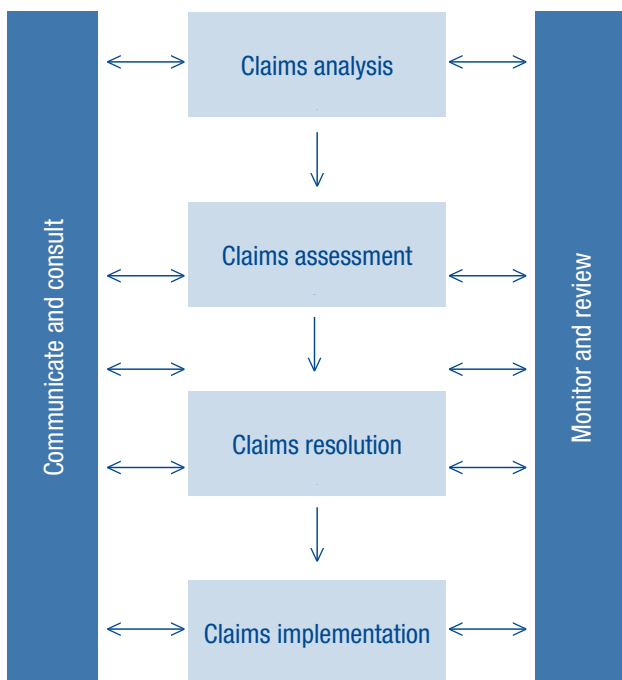 Claims analysis
Claims assessment
Claims resolution
Claims implementation
Communicate and consult
Monitor and review